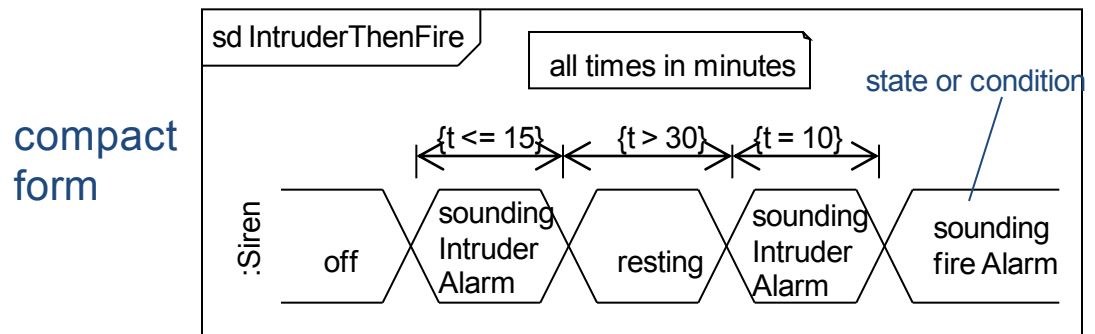 sd IntruderThenFire
all times in minutes
state or condition
compact
form
{t <= 15}
{t > 30}
{t = 10}
:Siren
off
sounding
Intruder
Alarm
resting
sounding
Intruder
Alarm
sounding
fire Alarm